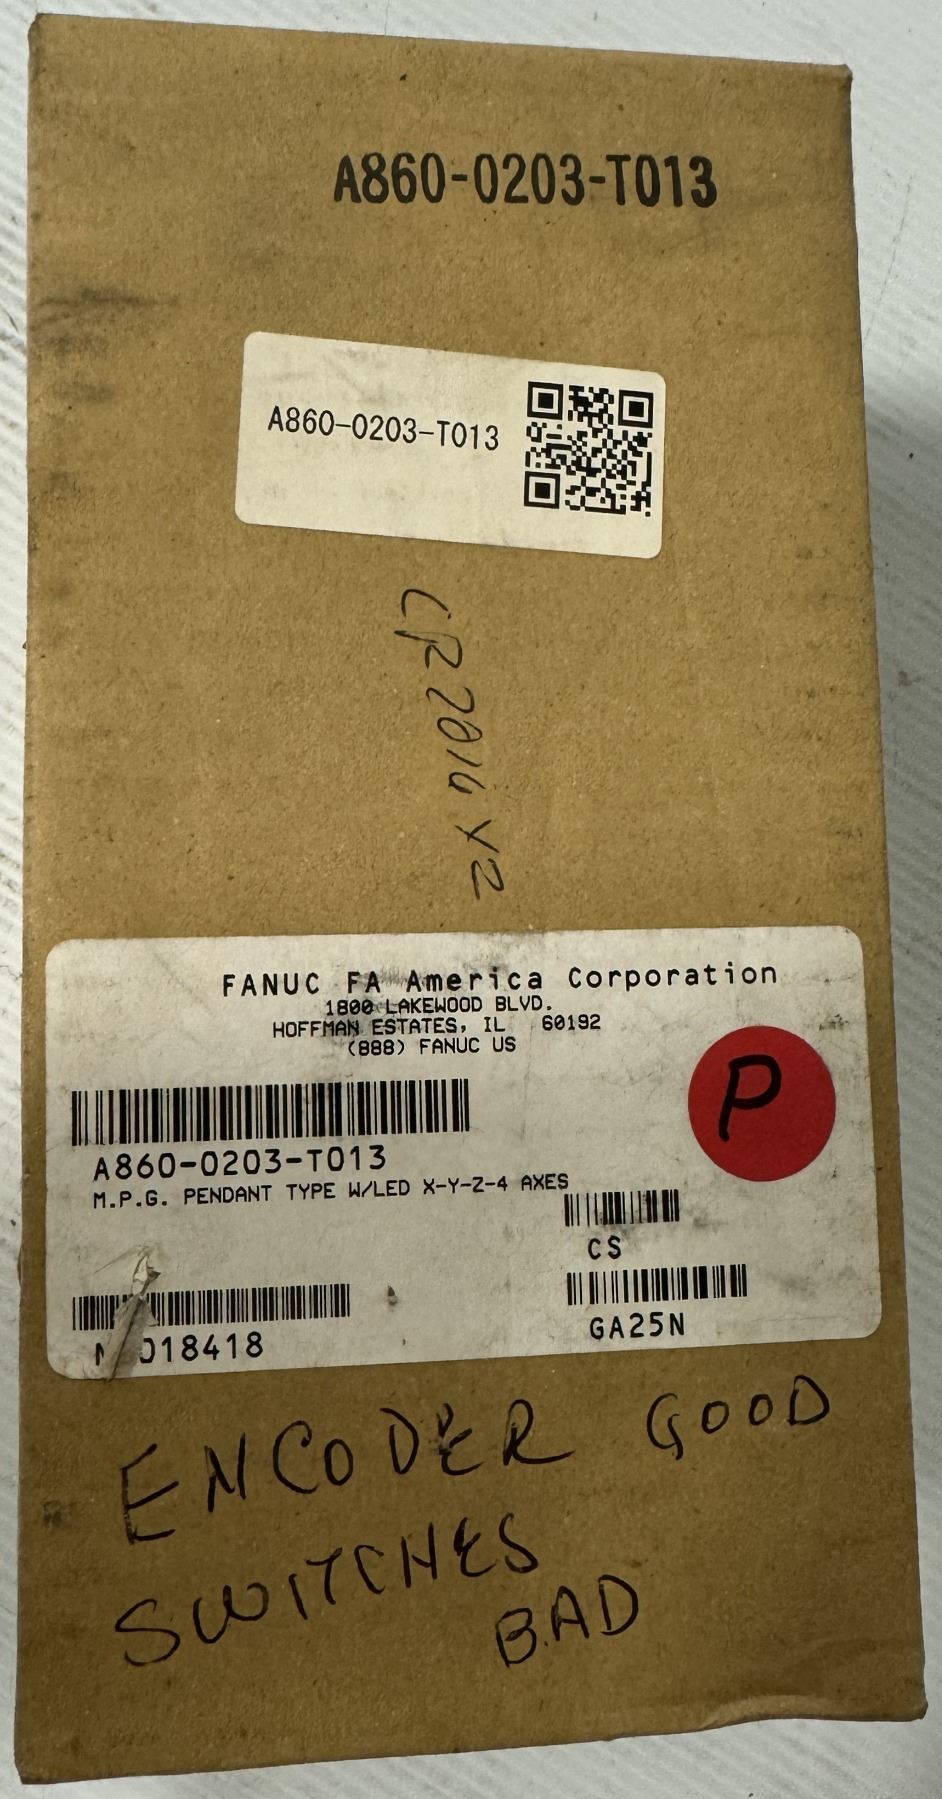 A860-0203-T013
A860-0203-T013
CR2016 X2
FANUC FA America Corporation
1800 LAKEWOOD BLVD.
HOFFMAN ESTATES, IL 60192
(888) FANUC US
P
A860-0203-T013
M.P.G. PENDANT TYPE W/LED X-Y-Z-4 AXES
CS
GA25N
018418
ENCODER GOOD
SWITCHES
BAD